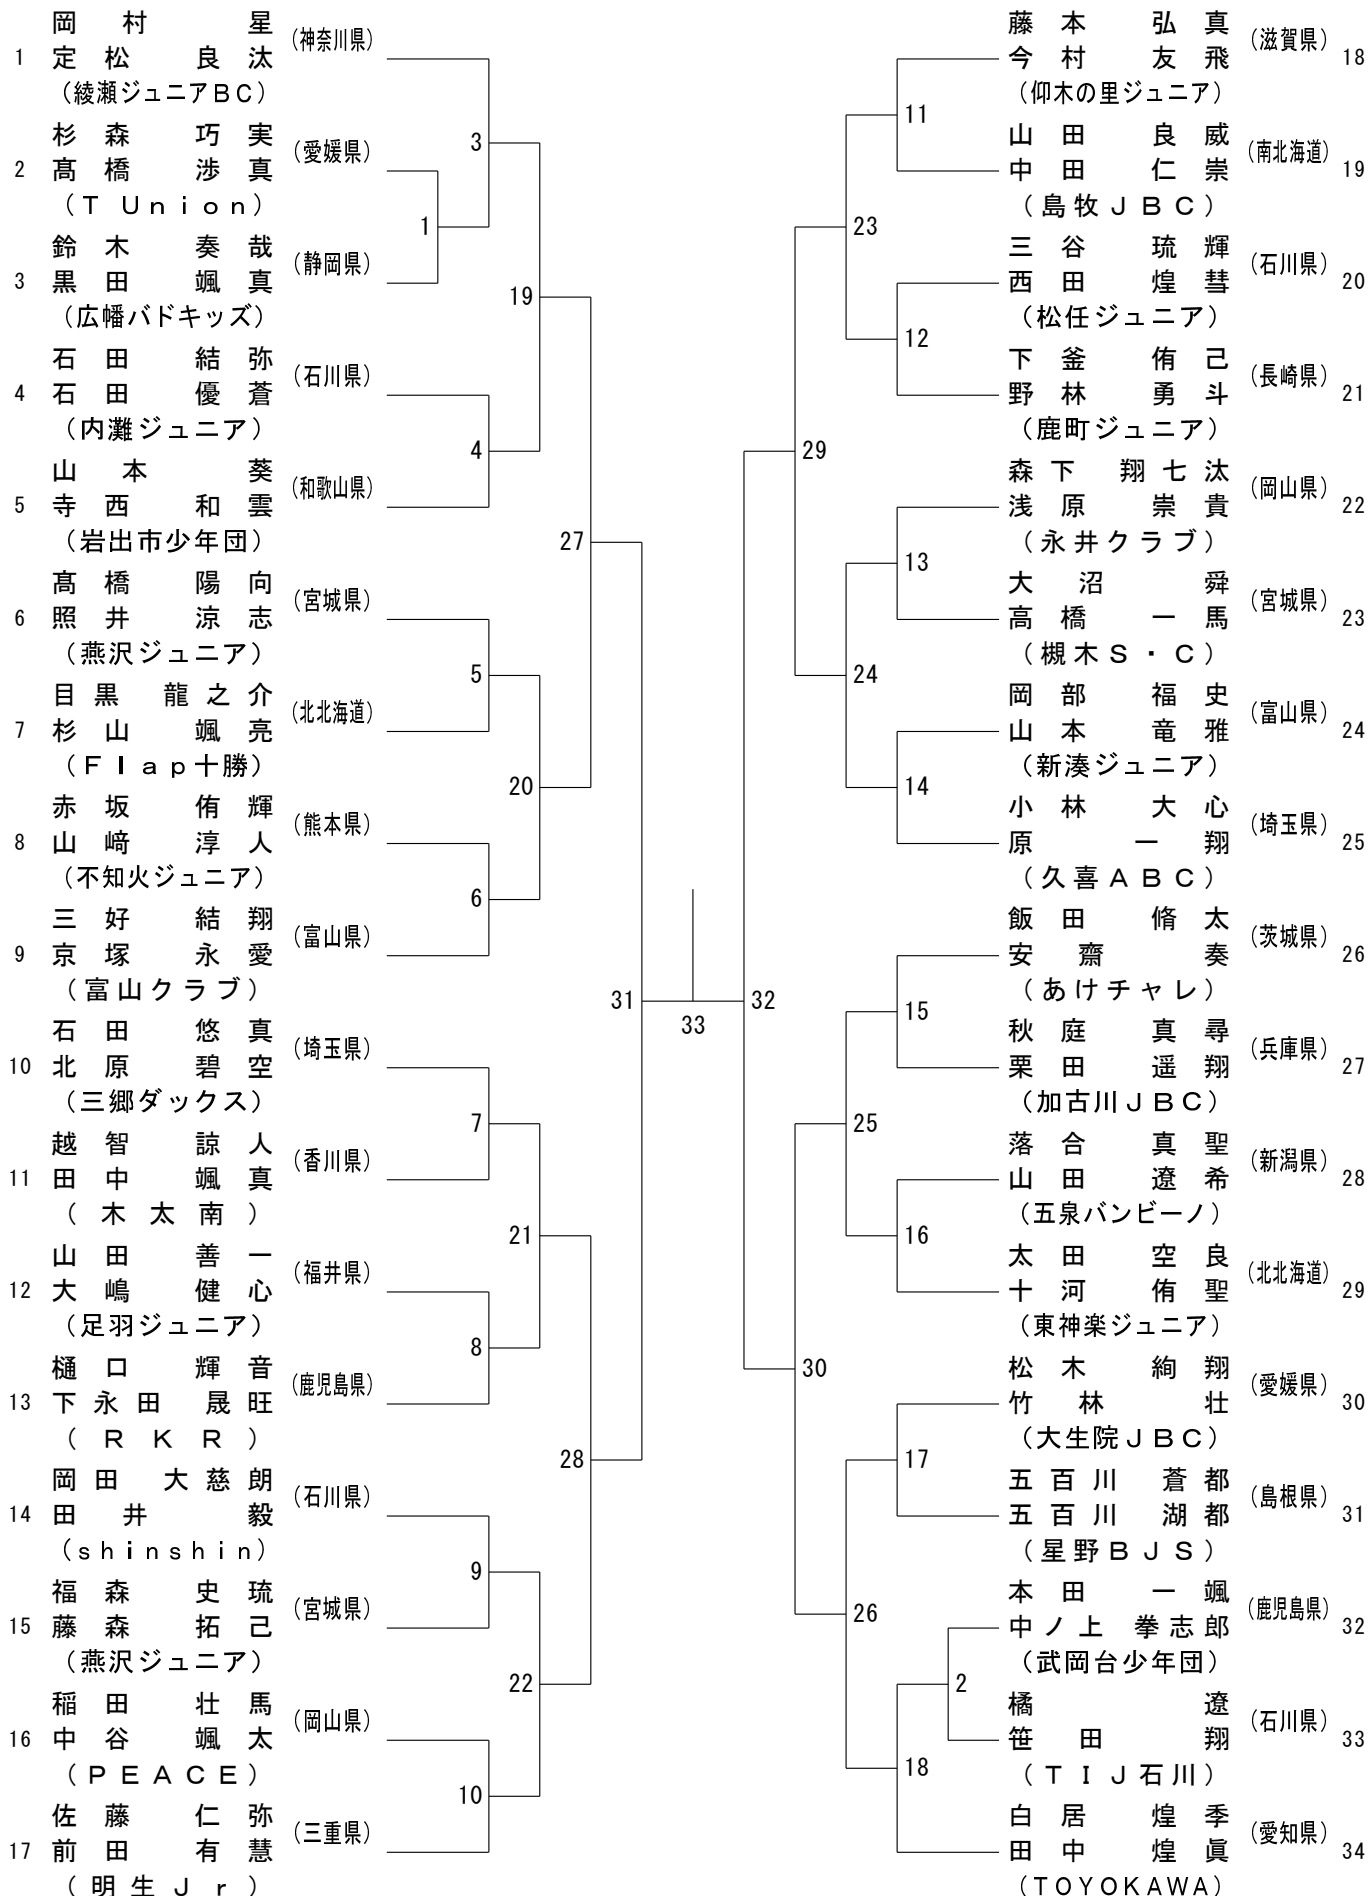 岡村 星
(神奈川県)
1 定松 良汰
(綾瀬ジュニアBC)
杉森 巧実
(愛媛県)
2 髙橋 渉真
(T Union)
鈴木 奏哉
(静岡県)
3 黒田 颯真
(広幡バドキッズ)
石田 結弥
(石川県)
4 石田 優蒼
(内灘ジュニア)
山本 葵
(和歌山県)
5 寺西 和雲
(岩出市少年団)
髙橋 陽向
(宮城県)
6 照井 涼志
(燕沢ジュニア)
目黒 龍之介
(北北海道)
7 杉山 颯亮
(Flap十勝)
赤坂 侑輝
(熊本県)
8 山﨑 淳人
(不知火ジュニア)
三好 結翔
(富山県)
9 京塚 永愛
(富山クラブ)
石田 悠真
(埼玉県)
10 北原 碧空
(三郷ダックス)
越智 諒人
(香川県)
11 田中 颯真
(木太南)
山田 善一
(福井県)
12 大嶋 健心
(足羽ジュニア)
樋口 輝音
(鹿児島県)
13 下永田 晟旺
(RKR)
岡田 大慈朗
(石川県)
14 田井 毅
(shinshin)
福森 史琉
(宮城県)
15 藤森 拓己
(燕沢ジュニア)
稲田 壮馬
(岡山県)
16 中谷 颯太
(PEACE)
佐藤 仁弥
(三重県)
17 前田 有慧
(明生Jr)
1
3
4
5
6
7
8
9
10
19
20
21
22
27
28
31
33
32
29
30
23
24
25
26
11
12
13
14
15
16
17
18
2
藤本 弘真
(滋賀県)
今村 友飛 18
(仰木の里ジュニア)
山田 良威
(南北海道)
中田 仁崇 19
(島牧JBC)
三谷 琉輝
(石川県)
西田 煌彗 20
(松任ジュニア)
下釜 侑己
(長崎県)
野林 勇斗 21
(鹿町ジュニア)
森下 翔七汰
(岡山県)
浅原 崇貴 22
(永井クラブ)
大沼 舜
(宮城県)
高橋 一馬 23
(槻木S・C)
岡部 福史
(富山県)
山本 竜雅 24
(新湊ジュニア)
小林 大心
(埼玉県)
原 一翔 25
(久喜ABC)
飯田 脩太
(茨城県)
安齋 奏 26
(あけチャレ)
秋庭 真尋
(兵庫県)
栗田 遥翔 27
(加古川JBC)
落合 真聖
(新潟県)
山田 遼希 28
(五泉バンビーノ)
太田 空良
(北北海道)
十河 侑聖 29
(東神楽ジュニア)
松木 絢翔
(愛媛県)
竹林 壮 30
(大生院JBC)
五百川 蒼都
(島根県)
五百川 湖都 31
(星野BJS)
本田 一颯
(鹿児島県)
中ノ上 拳志郎 32
(武岡台少年団)
橘 遼
(石川県)
笹田 翔 33
(TIJ石川)
白居 煌季
(愛知県)
田中 煌眞 34
(TOYOKAWA)